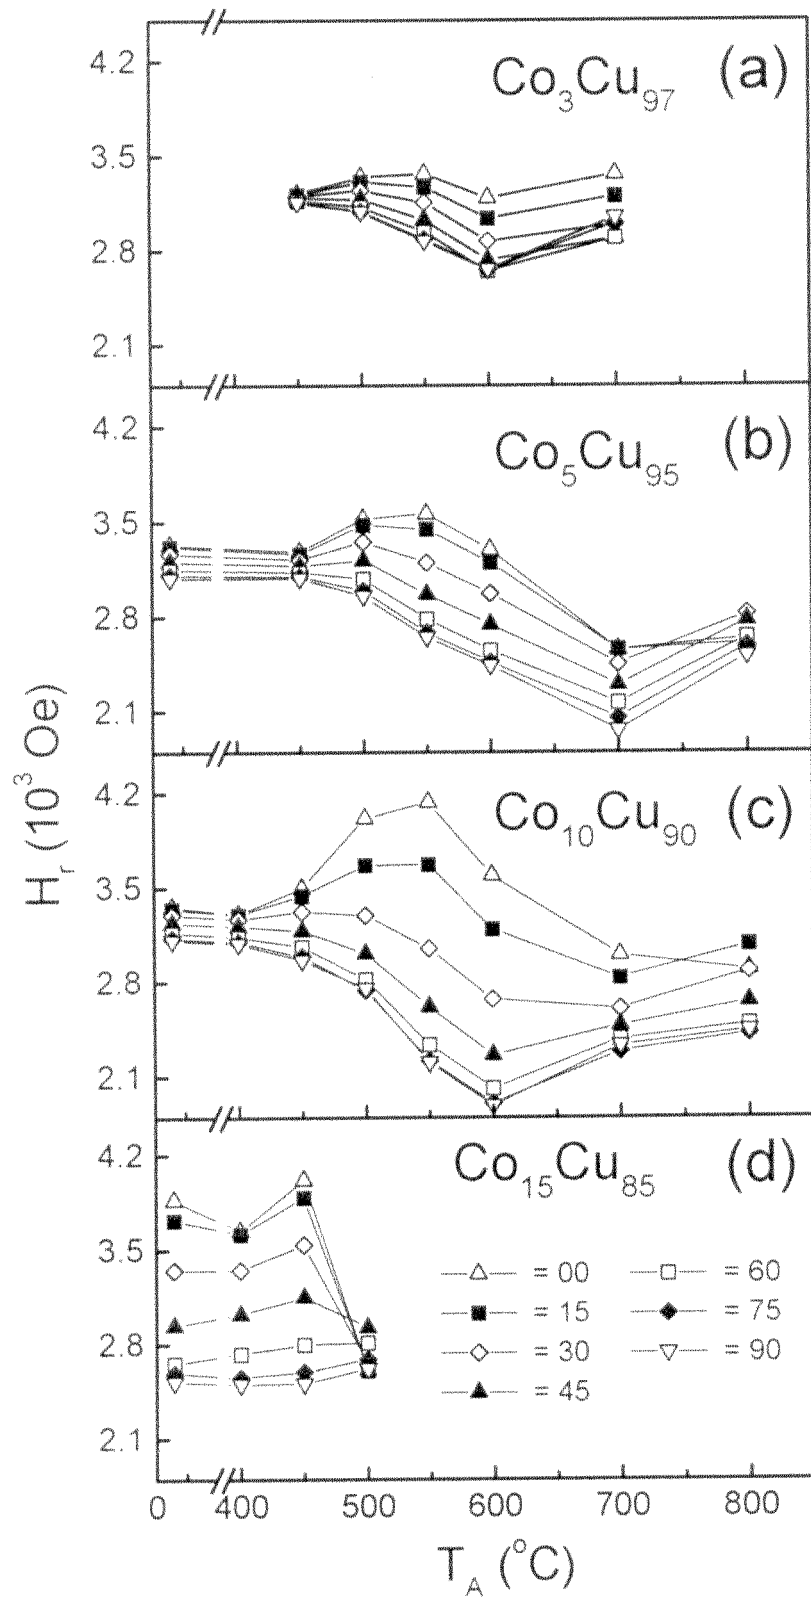 Co3Cu97 (a)
4.2
3.5
2.8
2.1
Co5Cu95 (b)
4.2
3.5
2.8
2.1
Co10Cu90 (c)
4.2
3.5
2.8
2.1
Co15Cu85 (d)
4.2
3.5
2.8
2.1
= 00 = 60
= 15 = 75
= 30 = 90
= 45
0 400 500 600 700 800
Hr (10^3 Oe)
TA (°C)